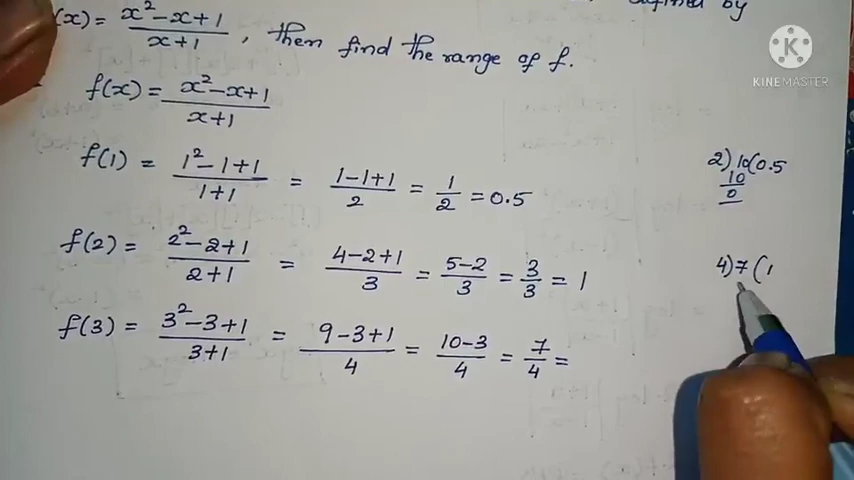 defined by
(x) = x² - x + 1 / x + 1 , then find the range of f.
f(x) = x² - x + 1 / x + 1
f(1) = 1² - 1 + 1 / 1 + 1 = 1 - 1 + 1 / 2 = 1 / 2 = 0.5
f(2) = 2² - 2 + 1 / 2 + 1 = 4 - 2 + 1 / 3 = 5 - 2 / 3 = 3 / 3 = 1
f(3) = 3² - 3 + 1 / 3 + 1 = 9 - 3 + 1 / 4 = 10 - 3 / 4 = 7 / 4 =
K
KINEMASTER
2) 10 (0.5
10
0
4) 7 (1